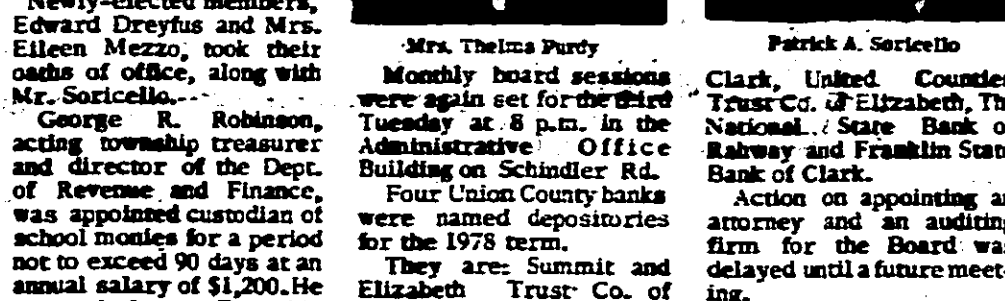 Newly-elected members,
Edward Dreyfus and Mrs.
Eileen Mezzo, took their
oaths of office, along with
Mr. Soricello.
George R. Robinson,
acting township treasurer
and director of the Dept.
of Revenue and Finance,
was appointed custodian of
school monies for a period
not to exceed 90 days at an
annual salary of $1,200. He
Mrs. Thelma Purdy
Monthly board sessions
were again set for the third
Tuesday at 8 p.m. in the
Administrative Office
Building on Schindler Rd.
Four Union County banks
were named depositories
for the 1978 term.
They are: Summit and
Elizabeth Trust Co. of
Patrick A. Soricello
Clark, United Counties
Trust Co. of Elizabeth, The
National State Bank of
Rahway and Franklin State
Bank of Clark.
Action on appointing an
attorney and an auditing
firm for the Board was
delayed until a future meet-
ing.